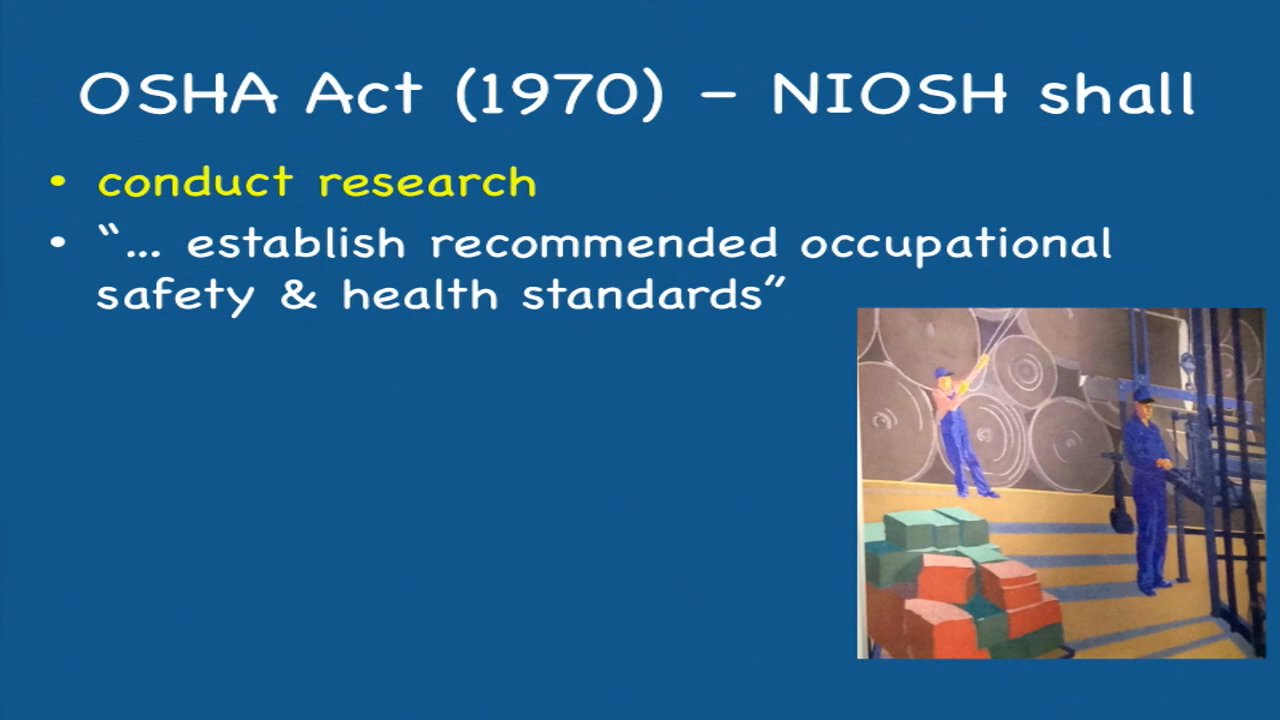 OSHA Act (1970) – NIOSH shall
• conduct research
• “... establish recommended occupational
safety & health standards”